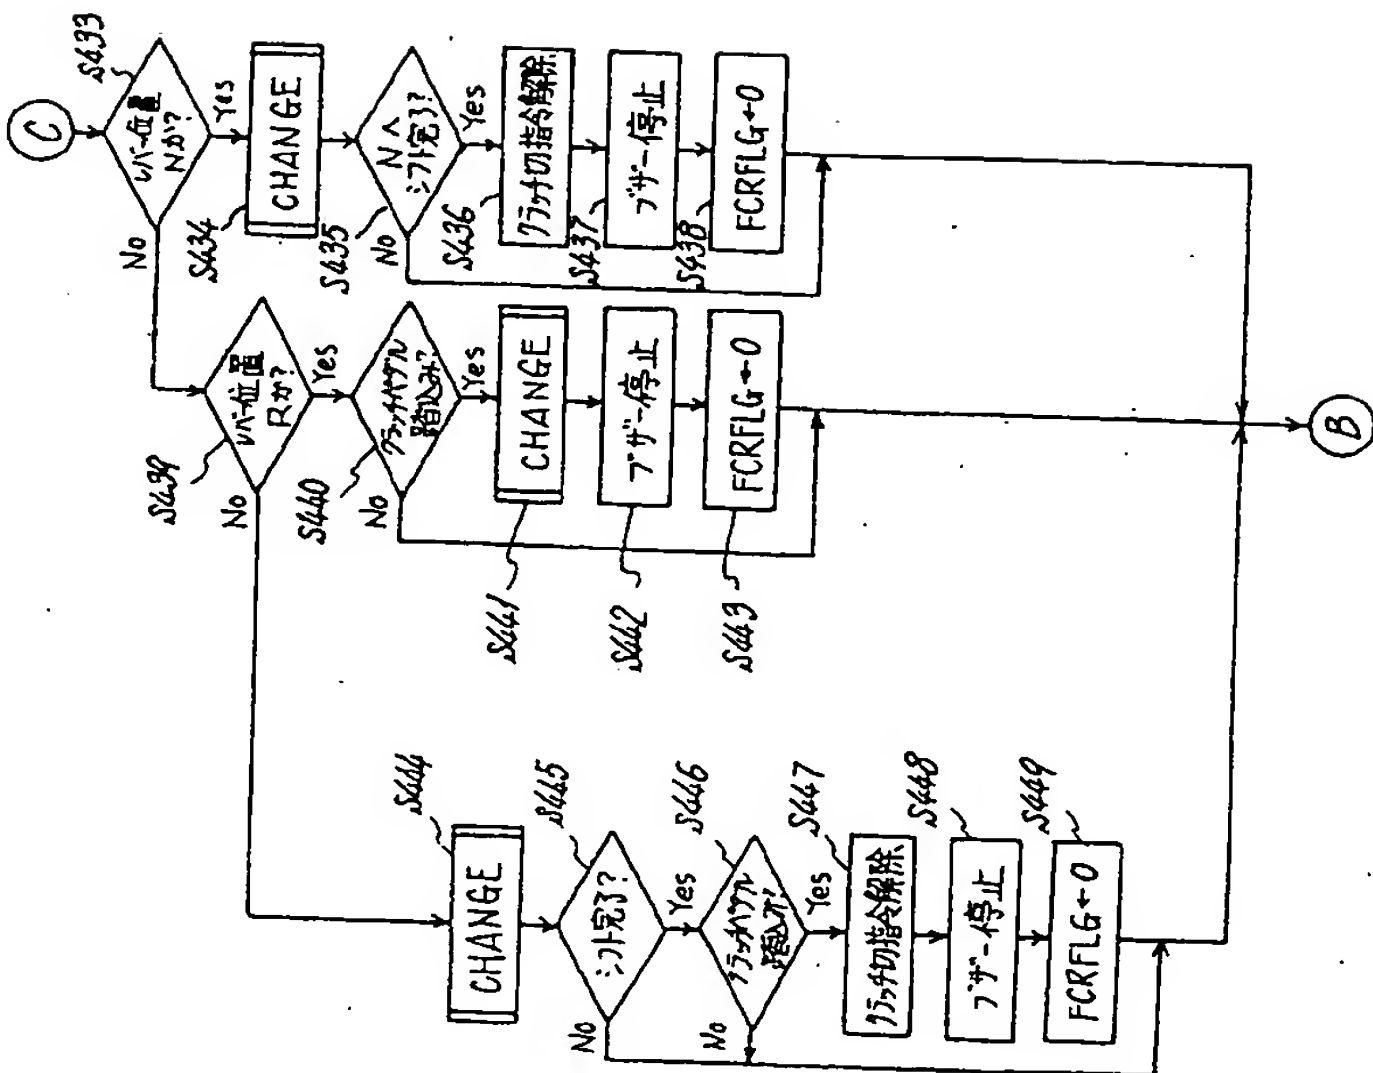 C
S433
レバー位置
Nか?
Yes
No
S434
CHANGE
S435
Nへ
シフト完了?
Yes
No
S436
クラッチ切指令解除
S437
ブザー停止
S438
FCRFLG←0
S439
レバー位置
Rか?
Yes
No
S440
クラッチペダル
踏込み?
Yes
No
S441
CHANGE
S442
ブザー停止
S443
FCRFLG←0
S444
CHANGE
S445
シフト完了?
Yes
No
S446
クラッチペダル
踏込み?
Yes
No
S447
クラッチ切指令解除
S448
ブザー停止
S449
FCRFLG←0
B